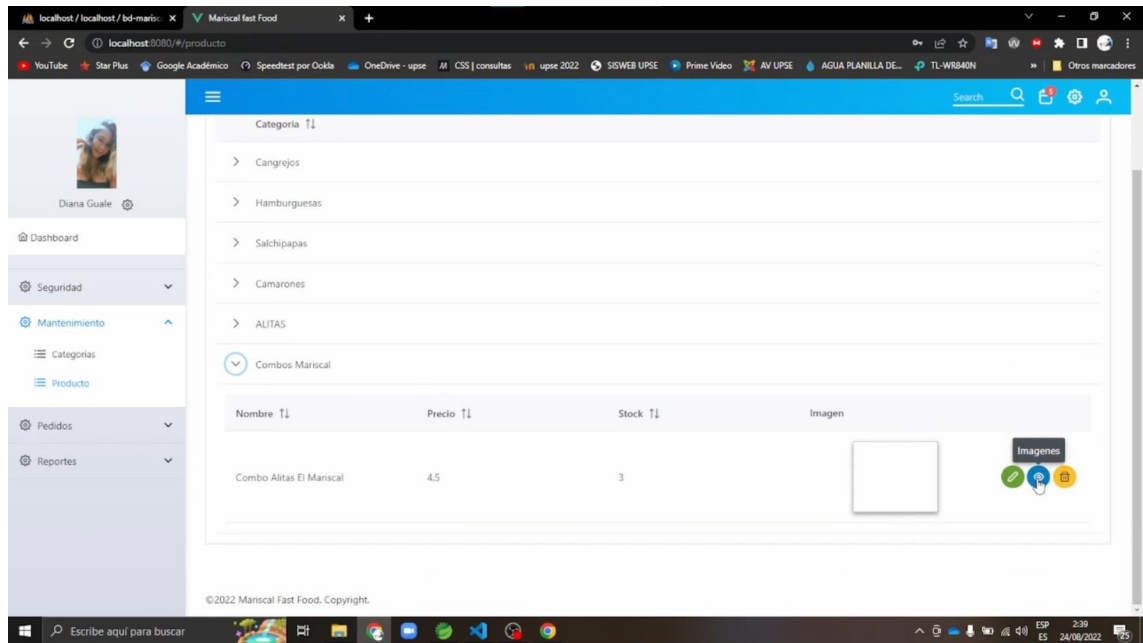 localhost / localhost / bd-marisc
Mariscal fast Food
localhost:8080/#/producto
YouTube Star Plus Google Académico Speedtest por Ookla OneDrive - upse CSS | consultas upse 2022 SISWEB UPSE Prime Video AV UPSE AGUA PLANILLA DE... TL-WR840N » Otros marcadores
Search 5
Diana Guale
Dashboard
Seguridad
Mantenimiento
Categorias
Producto
Pedidos
Reportes
Categoria
Cangrejos
Hamburguesas
Salchipapas
Camarones
ALITAS
Combos Mariscal
Nombre Precio Stock Imagen
Imagenes
Combo Alitas El Mariscal 4.5 3
©2022 Mariscal Fast Food. Copyright.
Escribe aquí para buscar
ESP 2:39
ES 24/08/2022